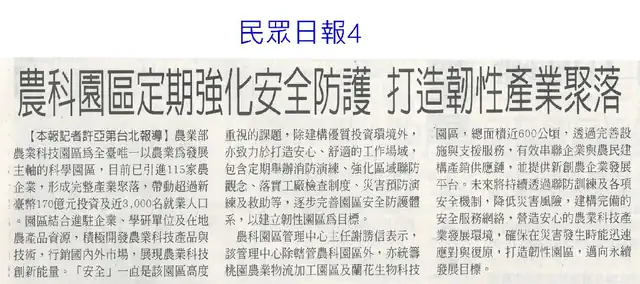 民眾日報4
農科園區定期強化安全防護 打造韌性產業聚落
【本報記者許亞第台北報導】農業部
農業科技園區為全臺唯一以農業為發展
主軸的科學園區，目前已引進115家農
企業，形成完整產業聚落，帶動超過新
臺幣170億元投資及近3,000名就業人口
。園區結合進駐企業、學研單位及在地
農產品資源，積極開發農業科技產品與
技術，行銷國內外市場，展現農業科技
創新能量。「安全」一直是該園區高度
重視的課題，除建構優質投資環境外，
亦致力於打造安心、舒適的工作場域，
包含定期舉辦消防演練、強化區域聯防
觀念、落實工廠檢查制度、災害預防演
練及救助等，逐步完善園區安全防護體
系，以建立韌性園區為目標。
農科園區管理中心主任謝勝信表示，
該管理中心除轄管農科園區外，亦統籌
桃園農業物流加工園區及蘭花生物科技
園區，總面積近600公頃，透過完善設
施與支援服務，有效串聯企業與農民建
構產銷供應鏈，並提供新創農企業發展
平台。未來將持續透過聯防訓練及各項
安全機制，降低災害風險，建構完備的
安全服務網絡，營造安心的農業科技產
業發展環境，確保在災害發生時能迅速
應對與復原，打造韌性園區，邁向永續
發展目標。